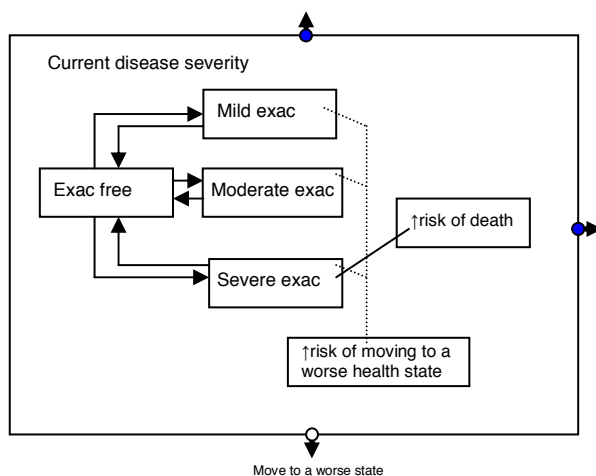 Current disease severity
Mild exac
Exac free
Moderate exac
↑risk of death
Severe exac
↑risk of moving to a
worse health state
Move to a worse state